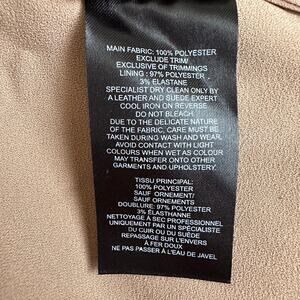 MAIN FABRIC: 100% POLYESTER
EXCLUDE TRIM/
EXCLUSIVE OF TRIMMINGS
LINING : 97% POLYESTER
3% ELASTANE
SPECIALIST DRY CLEAN ONLY BY
A LEATHER AND SUEDE EXPERT
COOL IRON ON REVERSE
DO NOT BLEACH
DUE TO THE DELICATE NATURE
OF THE FABRIC, CARE MUST BE
TAKEN DURING WASH AND WEAR.
AVOID CONTACT WITH LIGHT
COLOURS WHEN WET AS COLOUR
MAY TRANSFER ONTO OTHER
GARMENTS AND UPHOLSTERY.
TISSU PRINCIPAL:
100% POLYESTER
SAUF ORNEMENT/
SAUF ORNEMENTS
DOUBLURE: 97% POLYESTER
3% ÉLASTHANNE
NETTOYAGE À SEC PROFESSIONNEL
UNIQUEMENT PAR UN SPÉCIALISTE
DU CUIR OU DU SUÈDE
REPASSAGE SUR L'ENVERS
À FER DOUX
NE PAS PASSER À L'EAU DE JAVEL